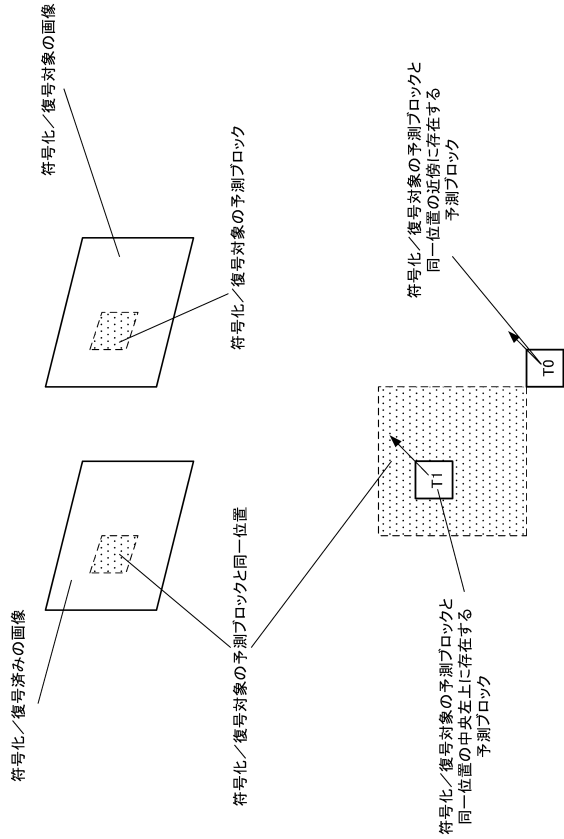 符号化／復号済みの画像
符号化／復号対象の画像
符号化／復号対象の予測ブロックと同一位置
符号化／復号対象の予測ブロック
符号化／復号対象の予測ブロックと
同一位置の中央左上に存在する
予測ブロック
T1
T0
符号化／復号対象の予測ブロックと
同一位置の近傍に存在する
予測ブロック